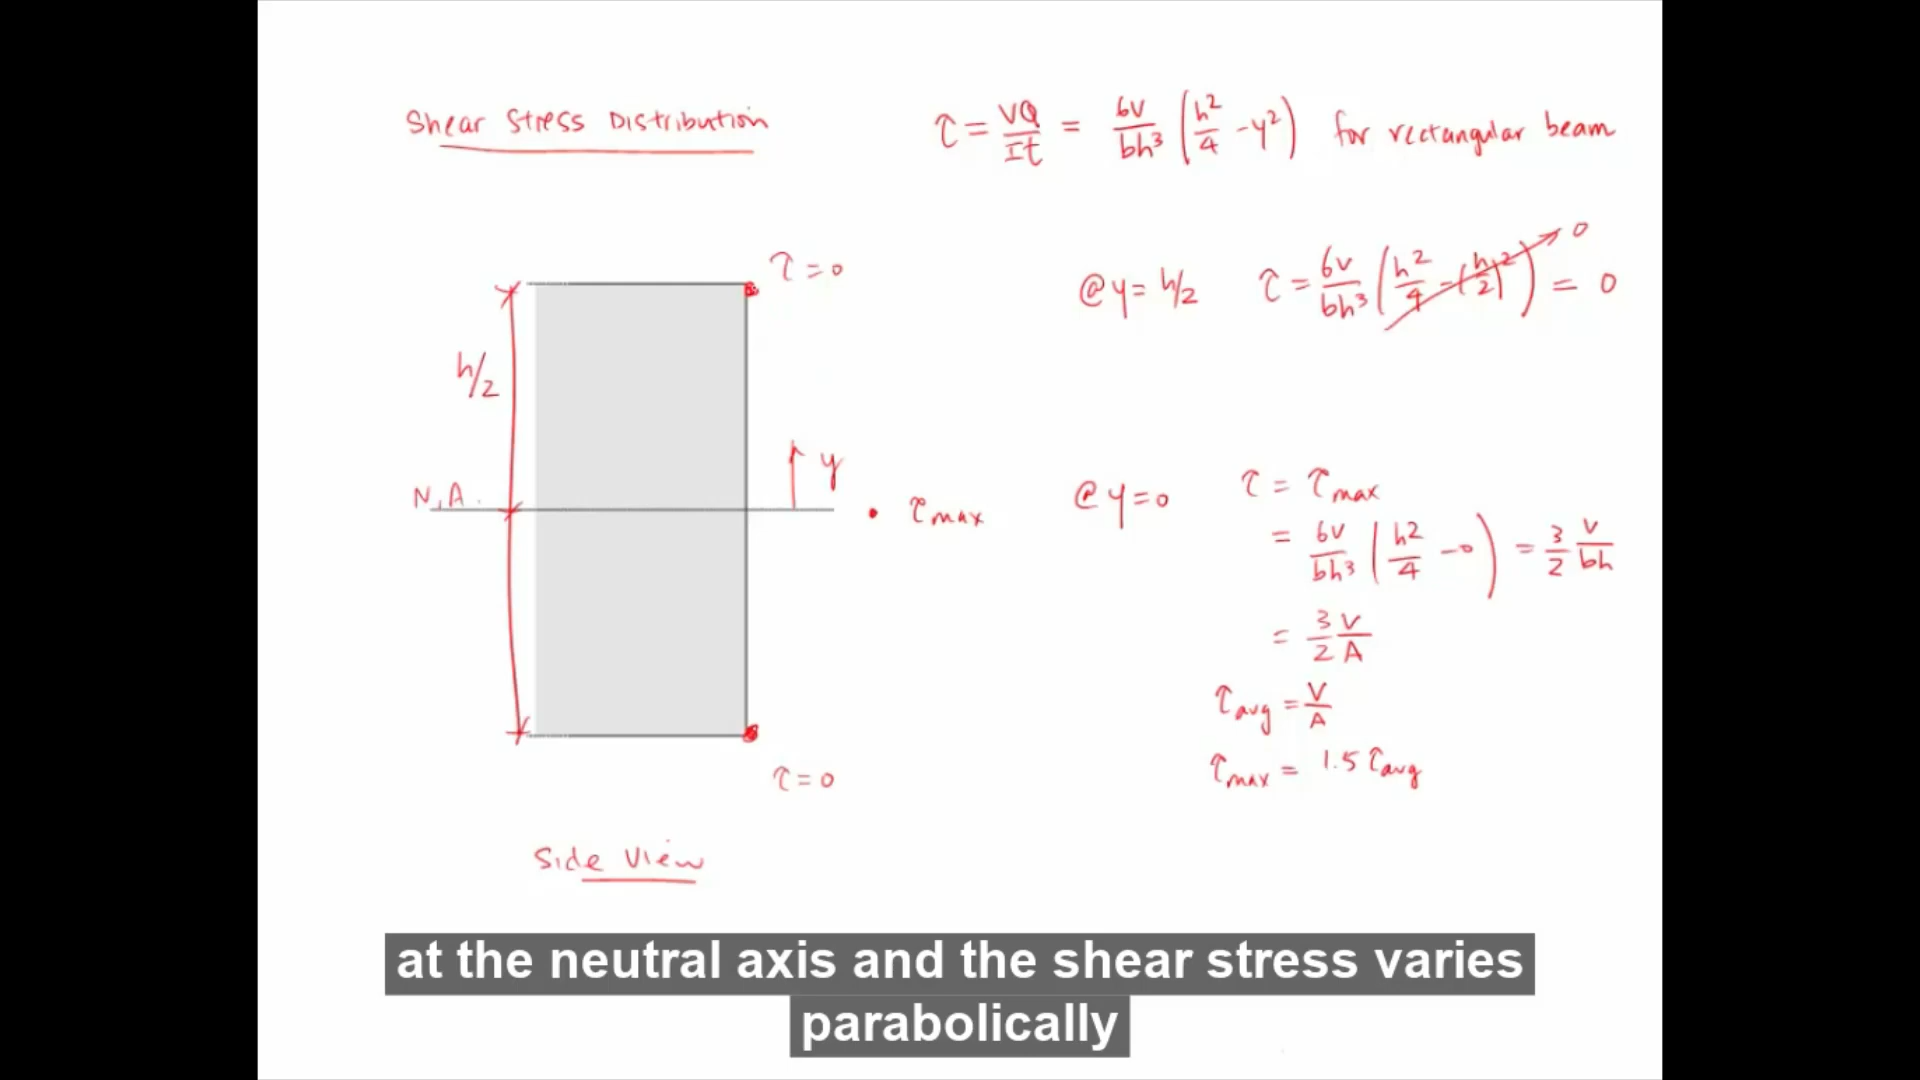 Shear Stress Distribution
τ = VQ/It = 6V/bh³ (h²/4 - y²) for rectangular beam
τ = 0
@ y = h/2 τ = 6V/bh³ (h²/4 - (h/2)²) = 0
0
h/2
y
N.A.
τmax
@ y = 0 τ = τmax
= 6V/bh³ (h²/4 - 0) = 3/2 V/bh
= 3/2 V/A
τavg = V/A
τmax = 1.5 τavg
τ = 0
Side View
at the neutral axis and the shear stress varies
parabolically